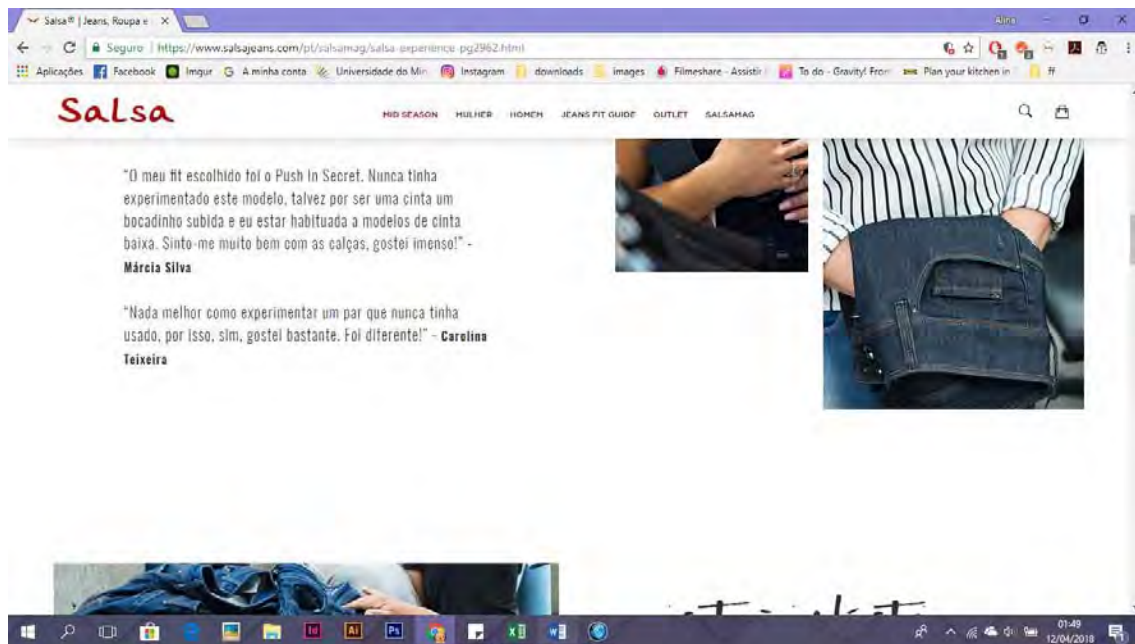 Salsa® | Jeans, Roupa e
Alina
Seguro | https://www.salsajeans.com/pt/salsamag/salsa-experience-pg2962.html
Aplicações Facebook Imgur A minha conta Universidade do Min Instagram downloads images Filmeshare - Assistir To do - Gravity! From Plan your kitchen in ff
Salsa
MID SEASON MULHER HOMEM JEANS FIT GUIDE OUTLET SALSAMAG
"O meu fit escolhido foi o Push In Secret. Nunca tinha
experimentado este modelo, talvez por ser uma cinta um
bocadinho subida e eu estar habituada a modelos de cinta
baixa. Sinto-me muito bem com as calças, gostei imenso!" -
Márcia Silva
"Nada melhor como experimentar um par que nunca tinha
usado, por isso, sim, gostei bastante. Foi diferente!" - Carolina
Teixeira
Id Ai Ps
01:49
12/04/2018